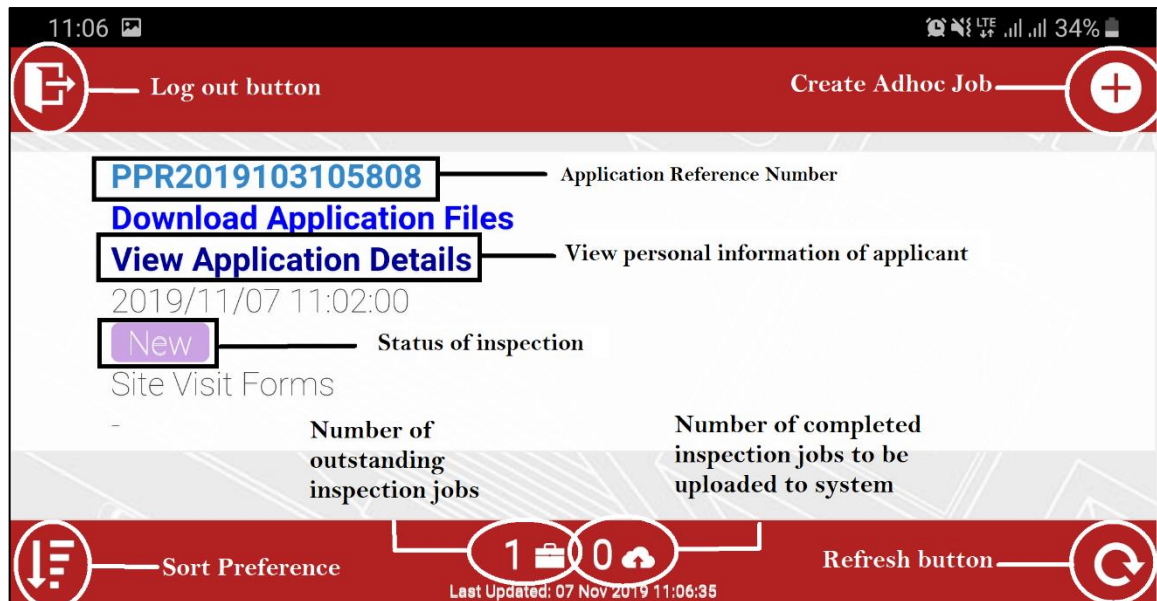 11:06 LTE 34%
Log out button
Create Adhoc Job
PPR2019103105808
Application Reference Number
Download Application Files
View Application Details
View personal information of applicant
2019/11/07 11:02:00
New
Status of inspection
Site Visit Forms
-
Number of
outstanding
inspection jobs
Number of completed
inspection jobs to be
uploaded to system
Sort Preference
1
0
Refresh button
Last Updated: 07 Nov 2019 11:06:35